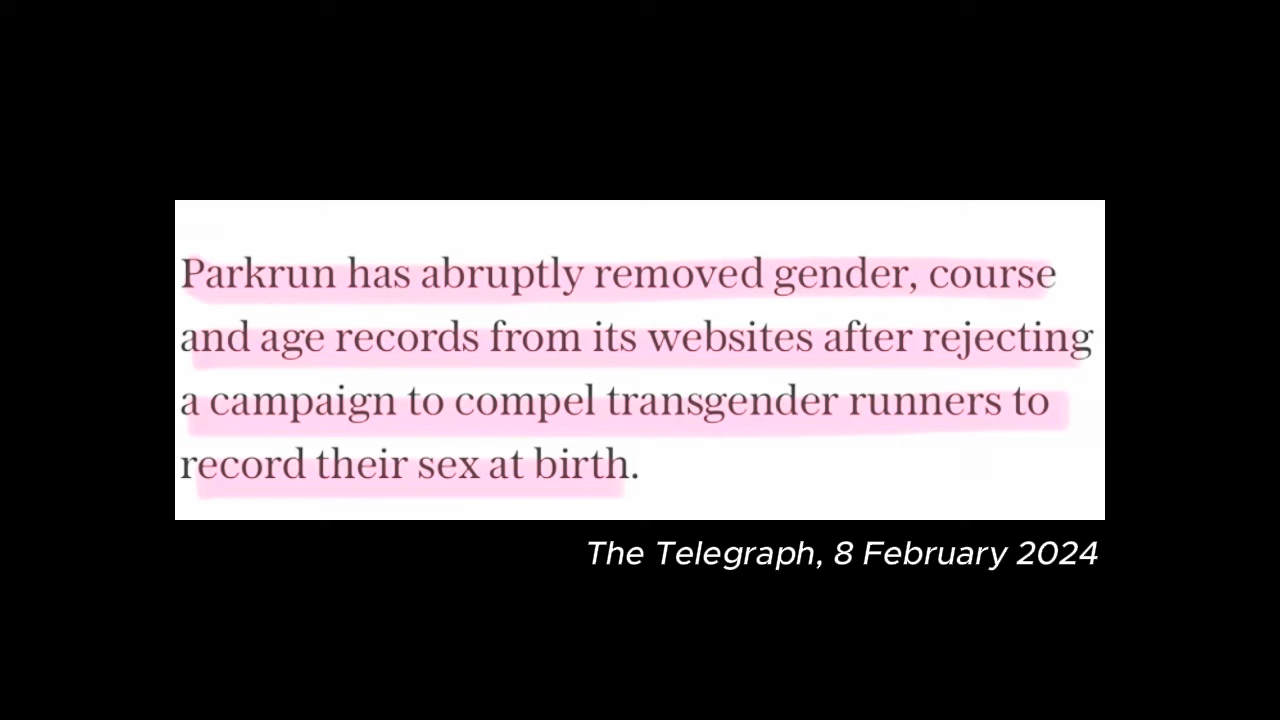 Parkrun has abruptly removed gender, course
and age records from its websites after rejecting
a campaign to compel transgender runners to
record their sex at birth.
The Telegraph, 8 February 2024